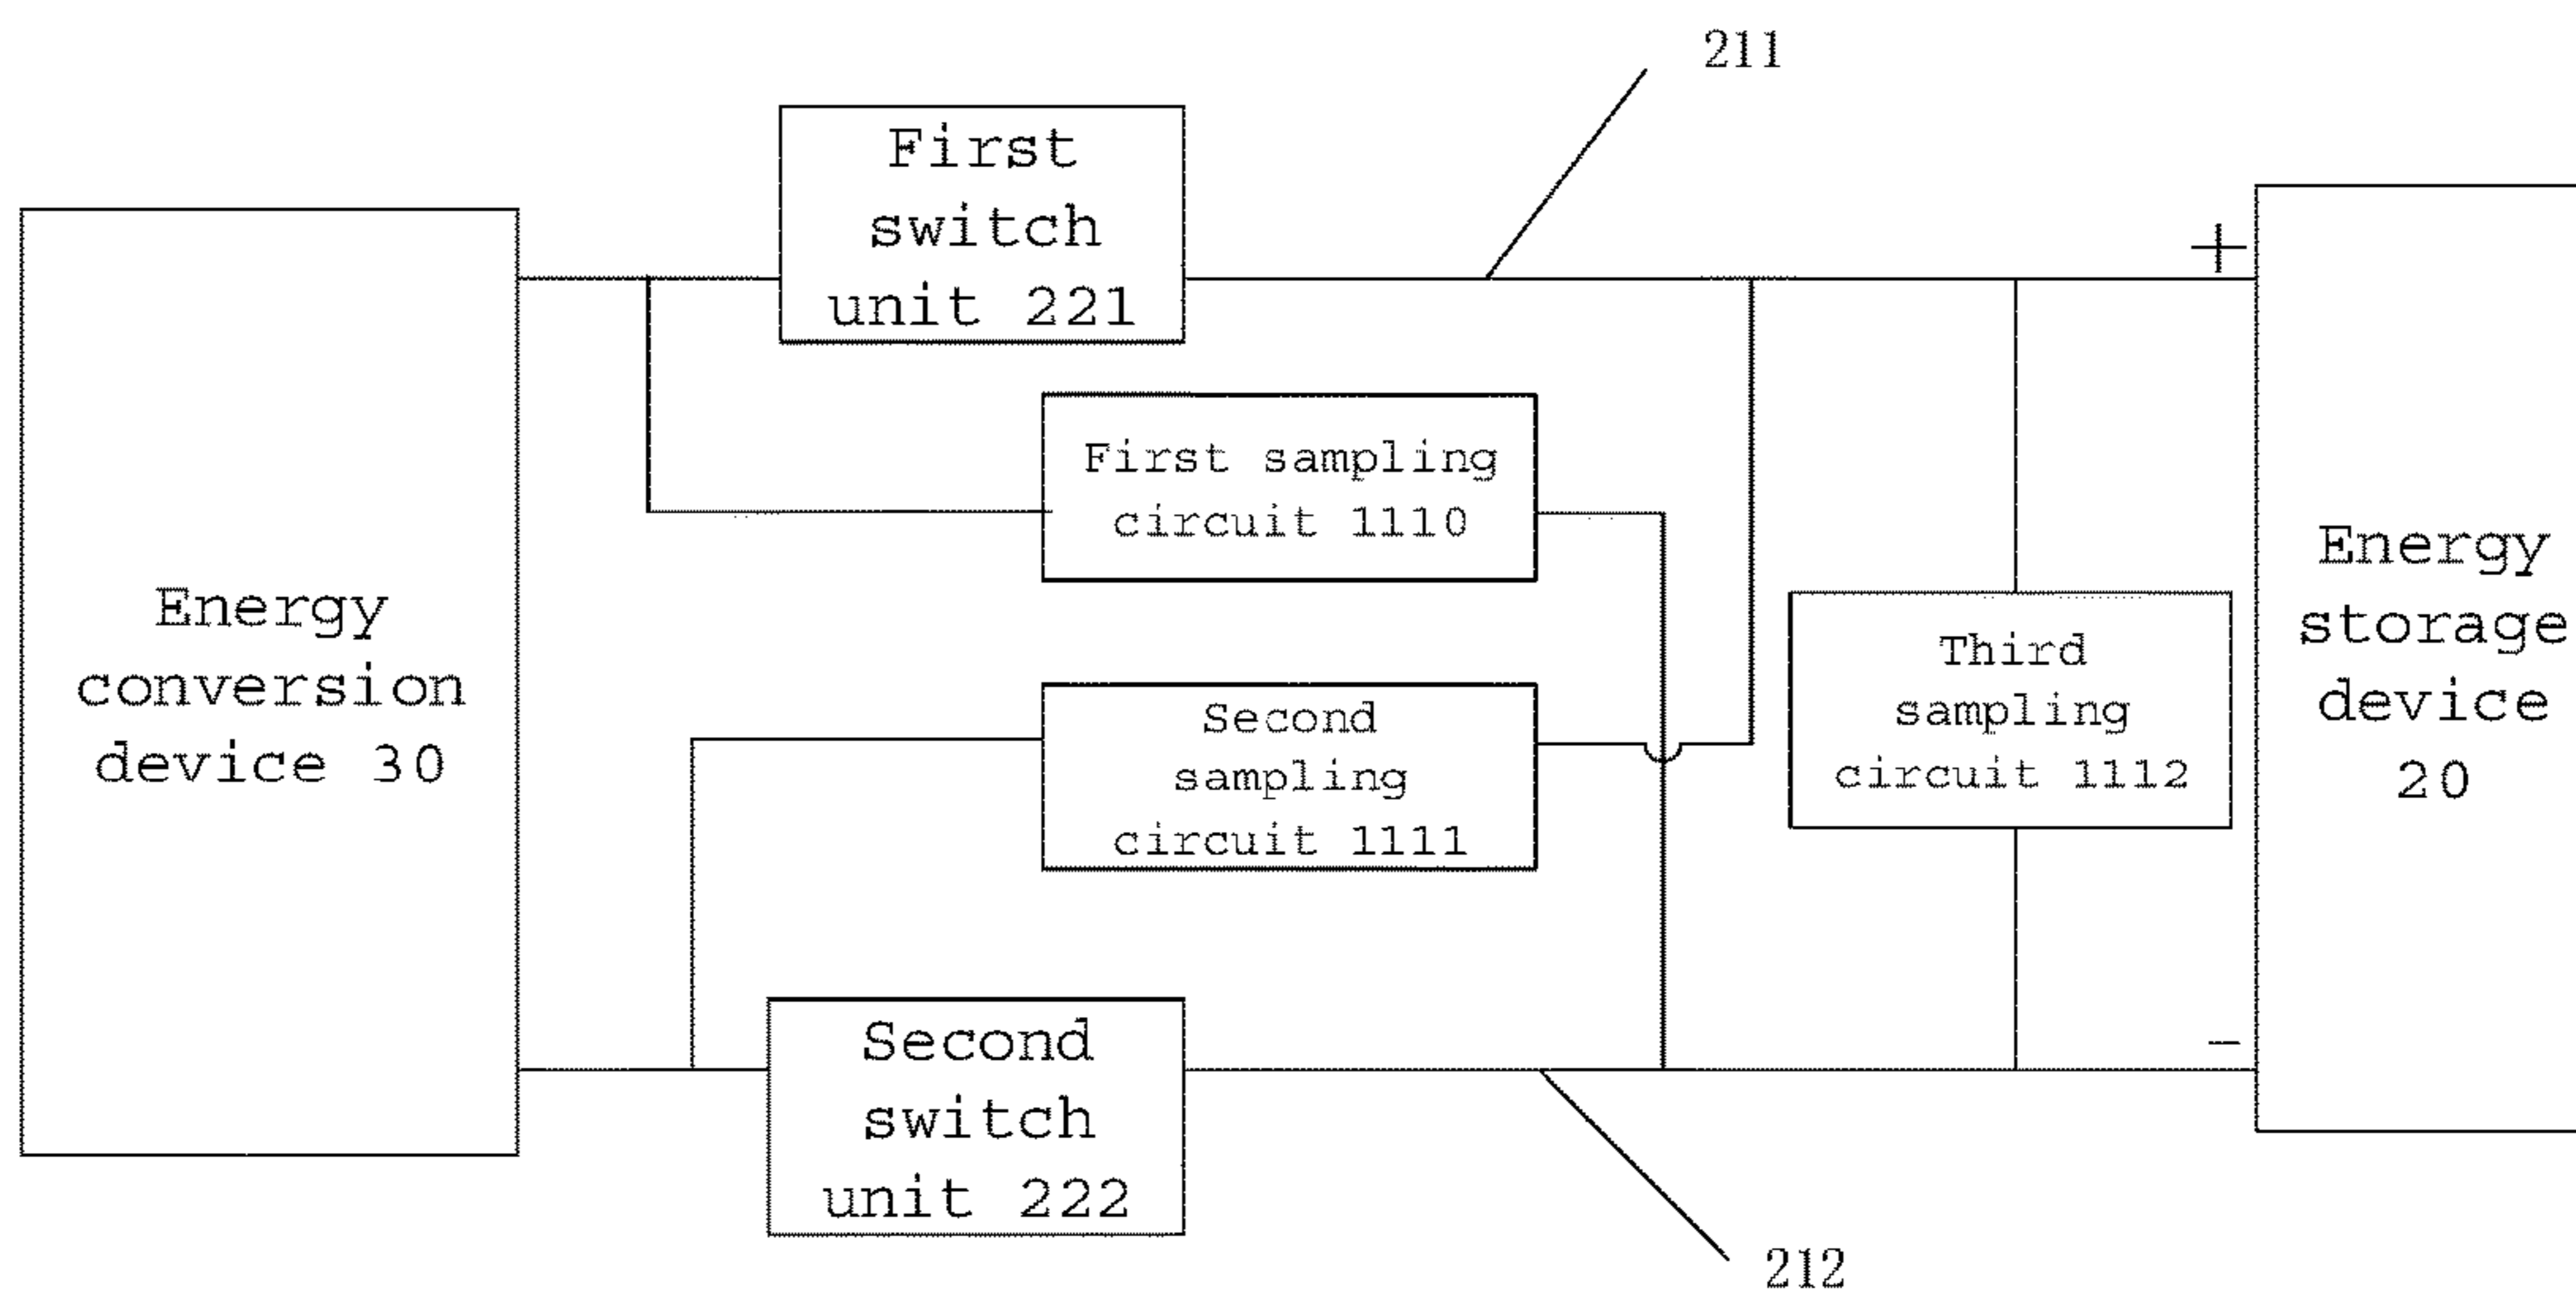 211
First
switch
unit 221
+
First sampling
circuit 1110
Energy
conversion
device 30
Second
sampling
circuit 1111
Third
sampling
circuit 1112
Energy
storage
device
20
−
Second
switch
unit 222
212